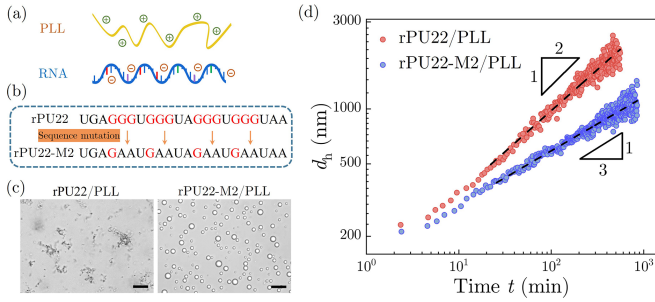 (a)
PLL
RNA
(b)
rPU22 UGAGGGUGGGUAGGGUGGGUAA
Sequence mutation
rPU22-M2 UGAGAAUGAAUAGAAUGAAUAA
(c)
rPU22/PLL rPU22-M2/PLL
(d)
rPU22/PLL
rPU22-M2/PLL
2
1
1
3
3000
1000
500
200
d_h (nm)
10^0 10^1 10^2 10^3
Time t (min)